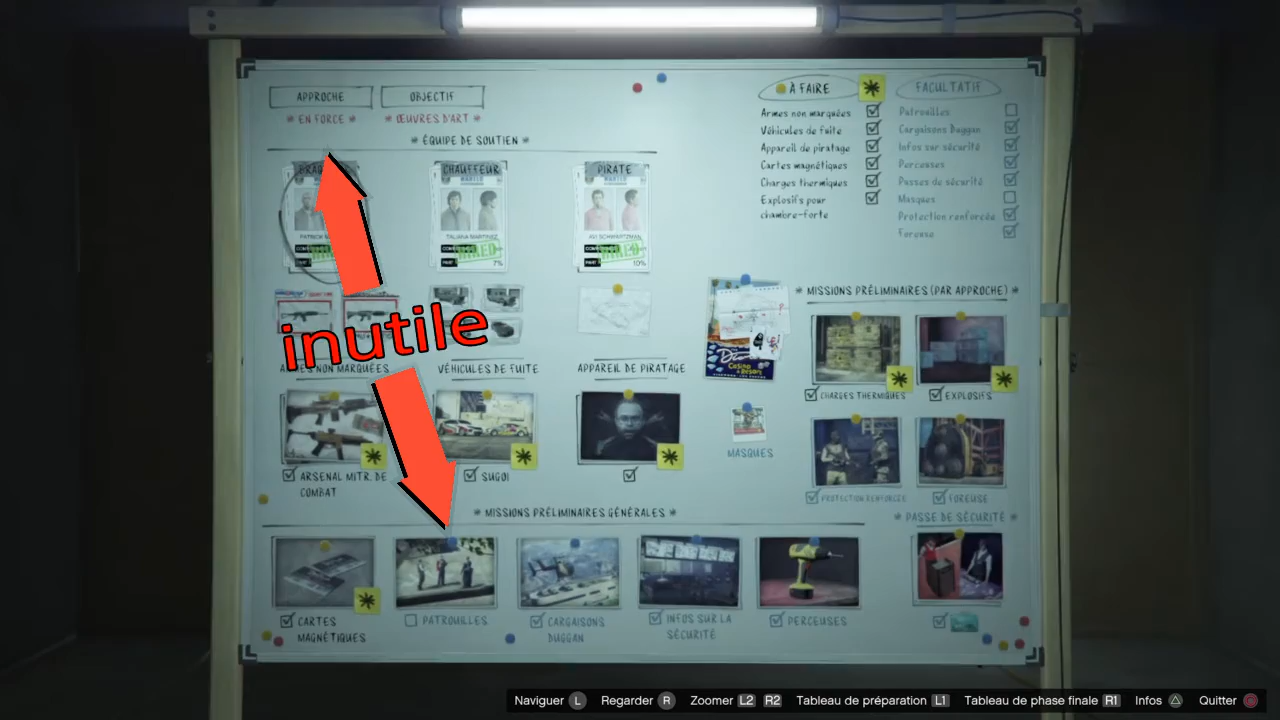 APPROCHE
OBJECTIF
* EN FORCE *
* ŒUVRES D'ART *
* ÉQUIPE DE SOUTIEN *
CHAUFFEUR
PIRATE
TALIANA MARTINEZ
AVI SCHWARTZMAN
HIRED
HIRED
7%
10%
À FAIRE
Armes non marquées
Véhicules de fuite
Appareil de piratage
Cartes magnétiques
Charges thermiques
Explosifs pour
chambre-forte
FACULTATIF
Patrouilles
Cargaisons Duggan
Infos sur sécurité
Perceuses
Passes de sécurité
Masques
Protection renforcée
Foreuse
inutile
NON MARQUÉES
VÉHICULES DE FUITE
APPAREIL DE PIRATAGE
ARSENAL MITR. DE
COMBAT
SUGOI
Casino &
Resort
MASQUES
* MISSIONS PRÉLIMINAIRES (PAR APPROCHE) *
CHARGES THERMIQUES
EXPLOSIFS
PROTECTION RENFORCÉE
FOREUSE
* PASSE DE SÉCURITÉ *
* MISSIONS PRÉLIMINAIRES GÉNÉRALES *
CARTES
MAGNÉTIQUES
PATROUILLES
CARGAISONS
DUGGAN
INFOS SUR LA
SÉCURITÉ
PERCEUSES
Naviguer L Regarder R Zoomer L2 R2 Tableau de préparation L1 Tableau de phase finale R1 Infos Quitter